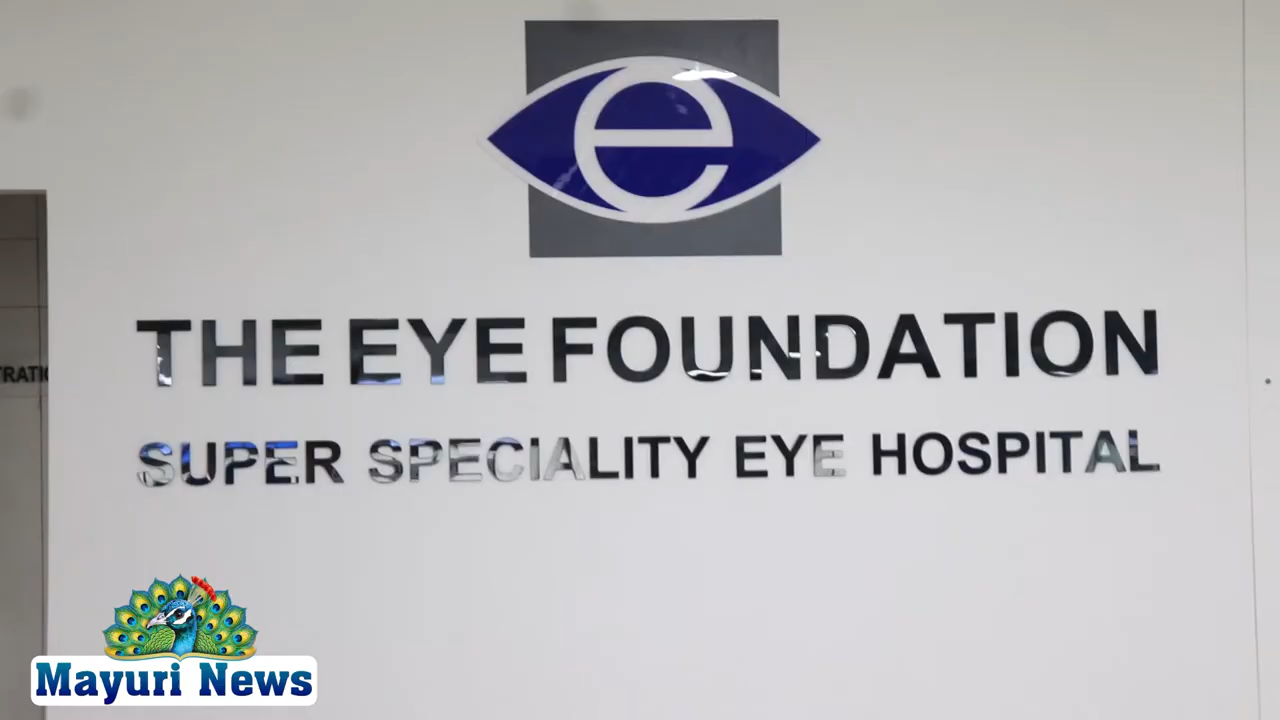 e
THE EYE FOUNDATION
SUPER SPECIALITY EYE HOSPITAL
Mayuri News